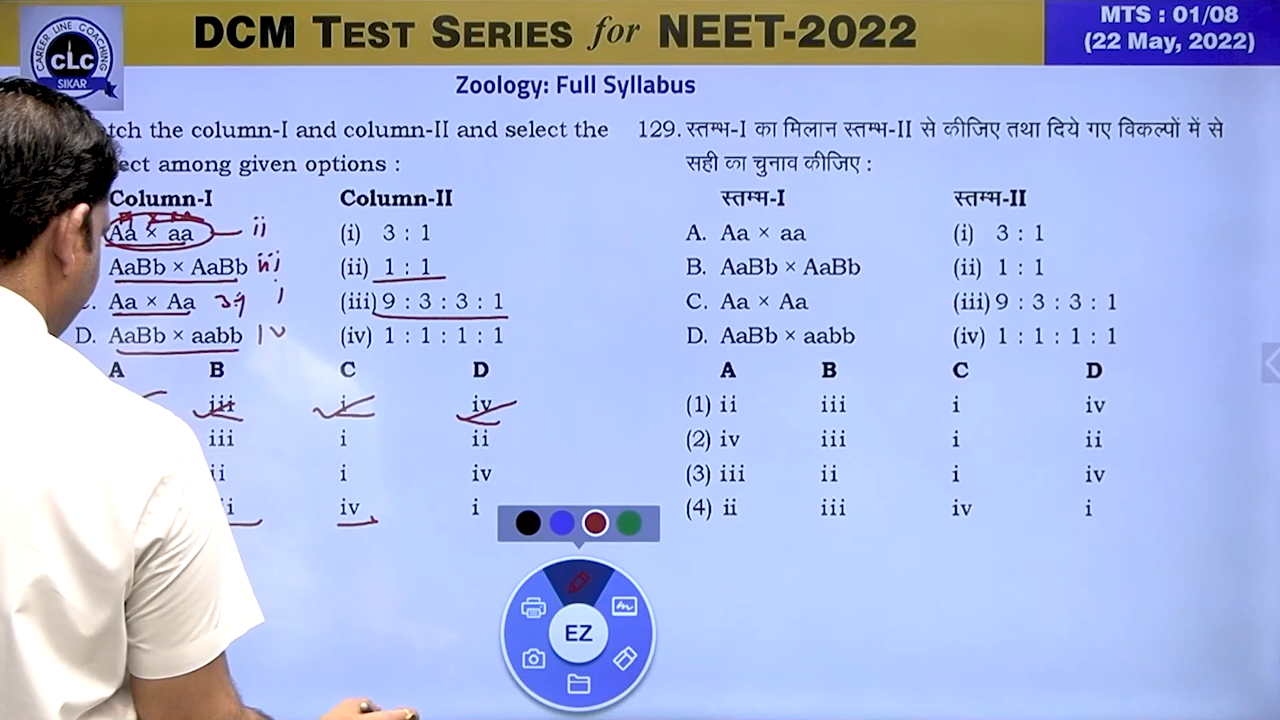 DCM TEST SERIES for NEET-2022
MTS : 01/08
(22 May, 2022)
CAREER LINE COACHING
CLC
SIKAR
Zoology: Full Syllabus
tch the column-I and column-II and select the
ect among given options :
Column-I Column-II
Aa × aa ii (i) 3 : 1
AaBb × AaBb iii (ii) 1 : 1
Aa × Aa i (iii) 9 : 3 : 3 : 1
D. AaBb × aabb iv (iv) 1 : 1 : 1 : 1
A B C D
iii i iv
iii i ii
ii i iv
iv i
129. स्तम्भ-I का मिलान स्तम्भ-II से कीजिए तथा दिये गए विकल्पों में से
सही का चुनाव कीजिए :
स्तम्भ-I स्तम्भ-II
A. Aa × aa (i) 3 : 1
B. AaBb × AaBb (ii) 1 : 1
C. Aa × Aa (iii) 9 : 3 : 3 : 1
D. AaBb × aabb (iv) 1 : 1 : 1 : 1
A B C D
(1) ii iii i iv
(2) iv iii i ii
(3) iii ii i iv
(4) ii iii iv i
EZ